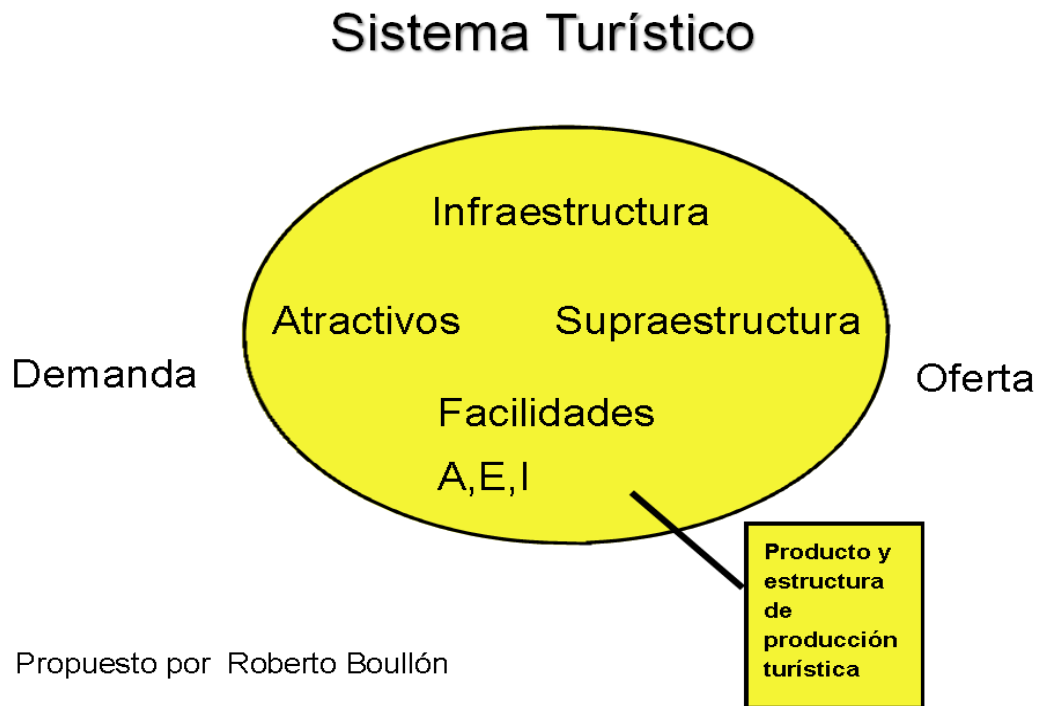 Sistema Turístico
Infraestructura
Atractivos
Supraestructura
Demanda
Oferta
Facilidades
A,E,I
Producto y
estructura
de
producción
turística
Propuesto por Roberto Boullón